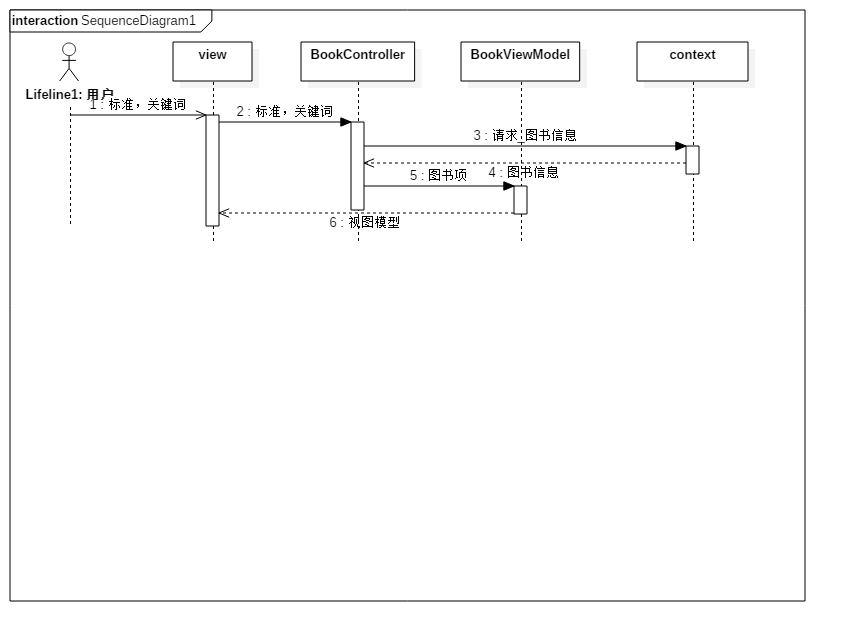 interaction SequenceDiagram1
view
BookController
BookViewModel
context
Lifeline1: 用户
1 : 标准，关键词
2 : 标准，关键词
3 : 请求_图书信息
4 : 图书信息
5 : 图书项
6 : 视图模型